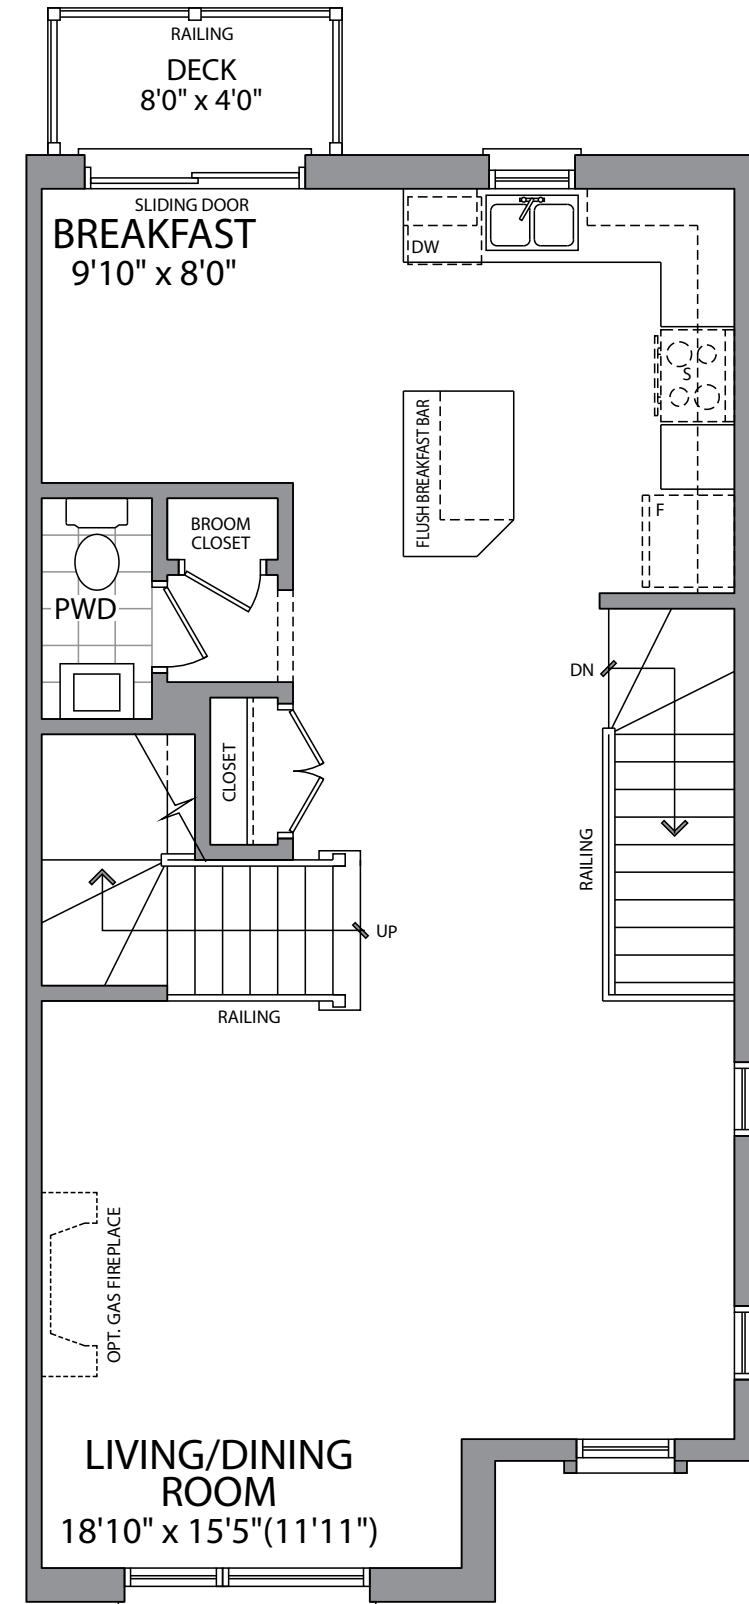 RAILING
DECK
8'0" x 4'0"
SLIDING DOOR
BREAKFAST
9'10" x 8'0"
DW
S
FLUSH BREAKFAST BAR
F
BROOM
CLOSET
PWD
DN
CLOSET
RAILING
UP
RAILING
OPT. GAS FIREPLACE
LIVING/DINING
ROOM
18'10" x 15'5"(11'11")